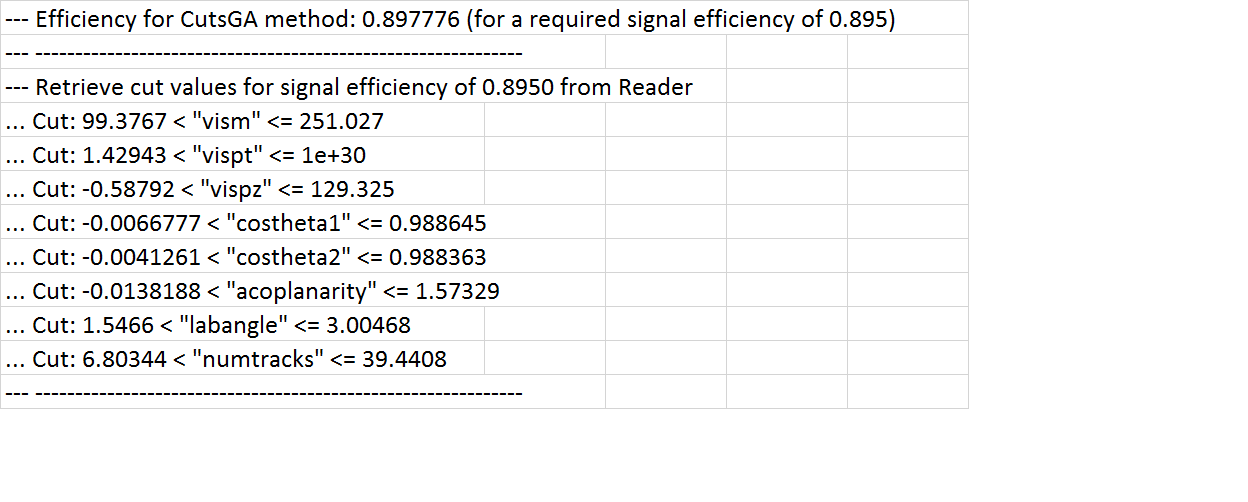 --- Efficiency for CutsGA method: 0.897776 (for a required signal efficiency of 0.895)
--- -------------------------------------------------------------
--- Retrieve cut values for signal efficiency of 0.8950 from Reader
... Cut: 99.3767 < "vism" <= 251.027
... Cut: 1.42943 < "vispt" <= 1e+30
... Cut: -0.58792 < "vispz" <= 129.325
... Cut: -0.0066777 < "costheta1" <= 0.988645
... Cut: -0.0041261 < "costheta2" <= 0.988363
... Cut: -0.0138188 < "acoplanarity" <= 1.57329
... Cut: 1.5466 < "labangle" <= 3.00468
... Cut: 6.80344 < "numtracks" <= 39.4408
--- -------------------------------------------------------------